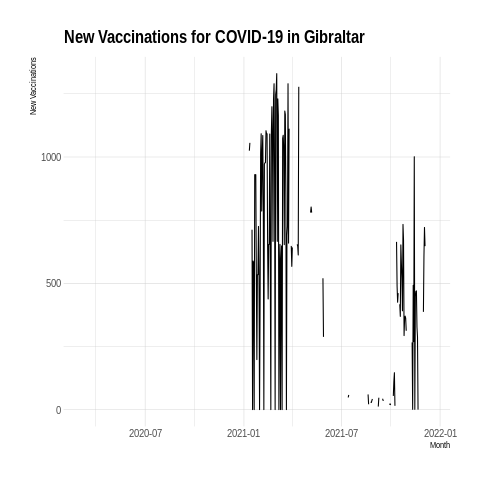 New Vaccinations for COVID-19 in Gibraltar
New Vaccinations
1000
500
0
2020-07 2021-01 2021-07 2022-01
Month